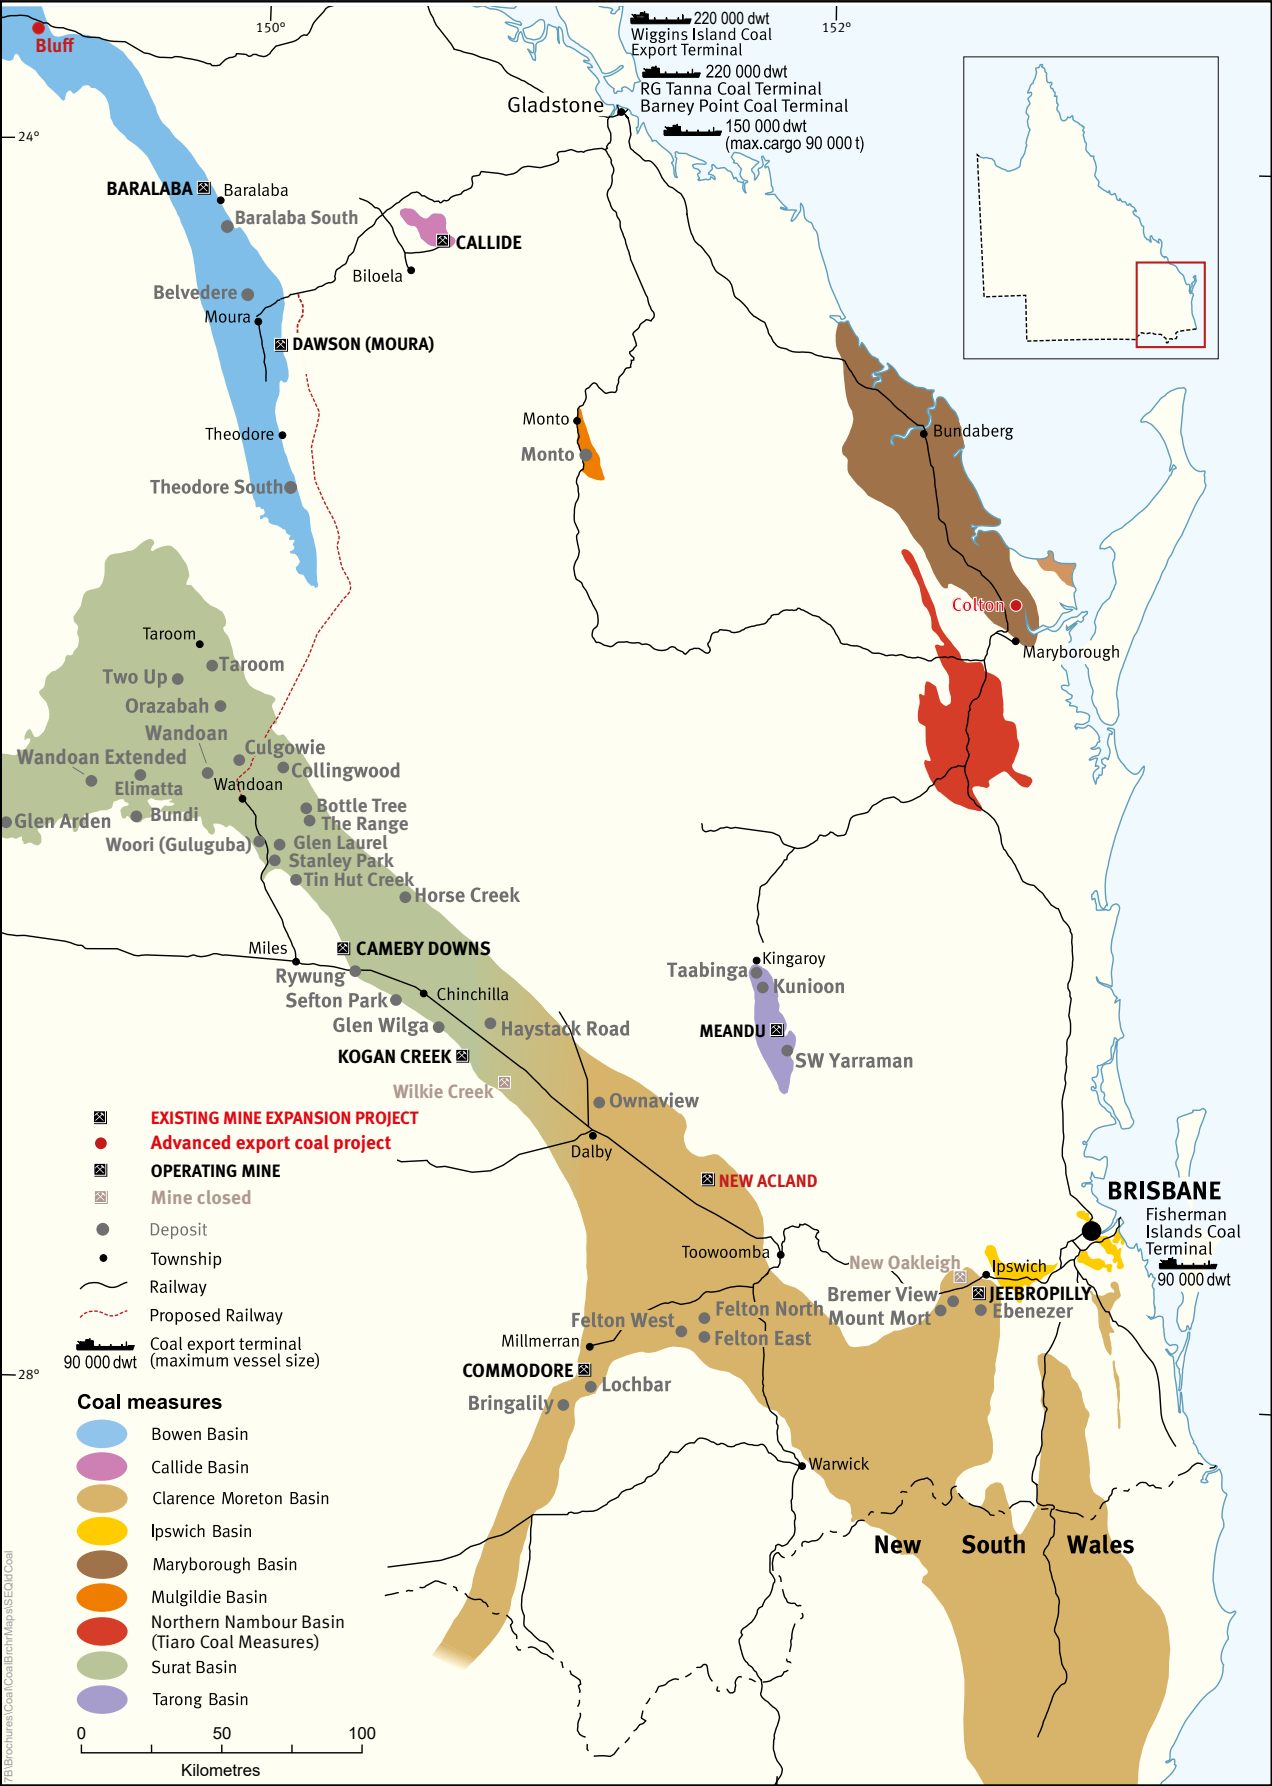 150°
152°
24°
28°
Bluff
220 000 dwt
Wiggins Island Coal
Export Terminal
220 000 dwt
RG Tanna Coal Terminal
Barney Point Coal Terminal
150 000 dwt
(max.cargo 90 000 t)
Gladstone
BARALABA
Baralaba
Baralaba South
CALLIDE
Biloela
Belvedere
Moura
DAWSON (MOURA)
Theodore
Theodore South
Monto
Monto
Bundaberg
Colton
Maryborough
Taroom
Taroom
Two Up
Orazabah
Wandoan
Culgowie
Wandoan Extended
Collingwood
Elimatta
Wandoan
Bottle Tree
Bundi
The Range
Glen Arden
Woori (Guluguba)
Glen Laurel
Stanley Park
Tin Hut Creek
Horse Creek
Miles
CAMEBY DOWNS
Rywung
Sefton Park
Chinchilla
Glen Wilga
Haystack Road
KOGAN CREEK
Wilkie Creek
Kingaroy
Taabinga
Kunioon
MEANDU
SW Yarraman
Ownaview
Dalby
NEW ACLAND
BRISBANE
Fisherman
Islands Coal
Terminal
90 000 dwt
Toowoomba
New Oakleigh
Ipswich
Bremer View
JEEBROPILLY
Mount Mort
Ebenezer
Felton North
Felton West
Felton East
Millmerran
COMMODORE
Lochbar
Bringalily
Warwick
New South Wales
EXISTING MINE EXPANSION PROJECT
Advanced export coal project
OPERATING MINE
Mine closed
Deposit
Township
Railway
Proposed Railway
Coal export terminal
90 000 dwt (maximum vessel size)
Coal measures
Bowen Basin
Callide Basin
Clarence Moreton Basin
Ipswich Basin
Maryborough Basin
Mulgildie Basin
Northern Nambour Basin
(Tiaro Coal Measures)
Surat Basin
Tarong Basin
0 50 100
Kilometres
7B\Brochures\Coal\CoalBrchrMaps\SEQldCoal